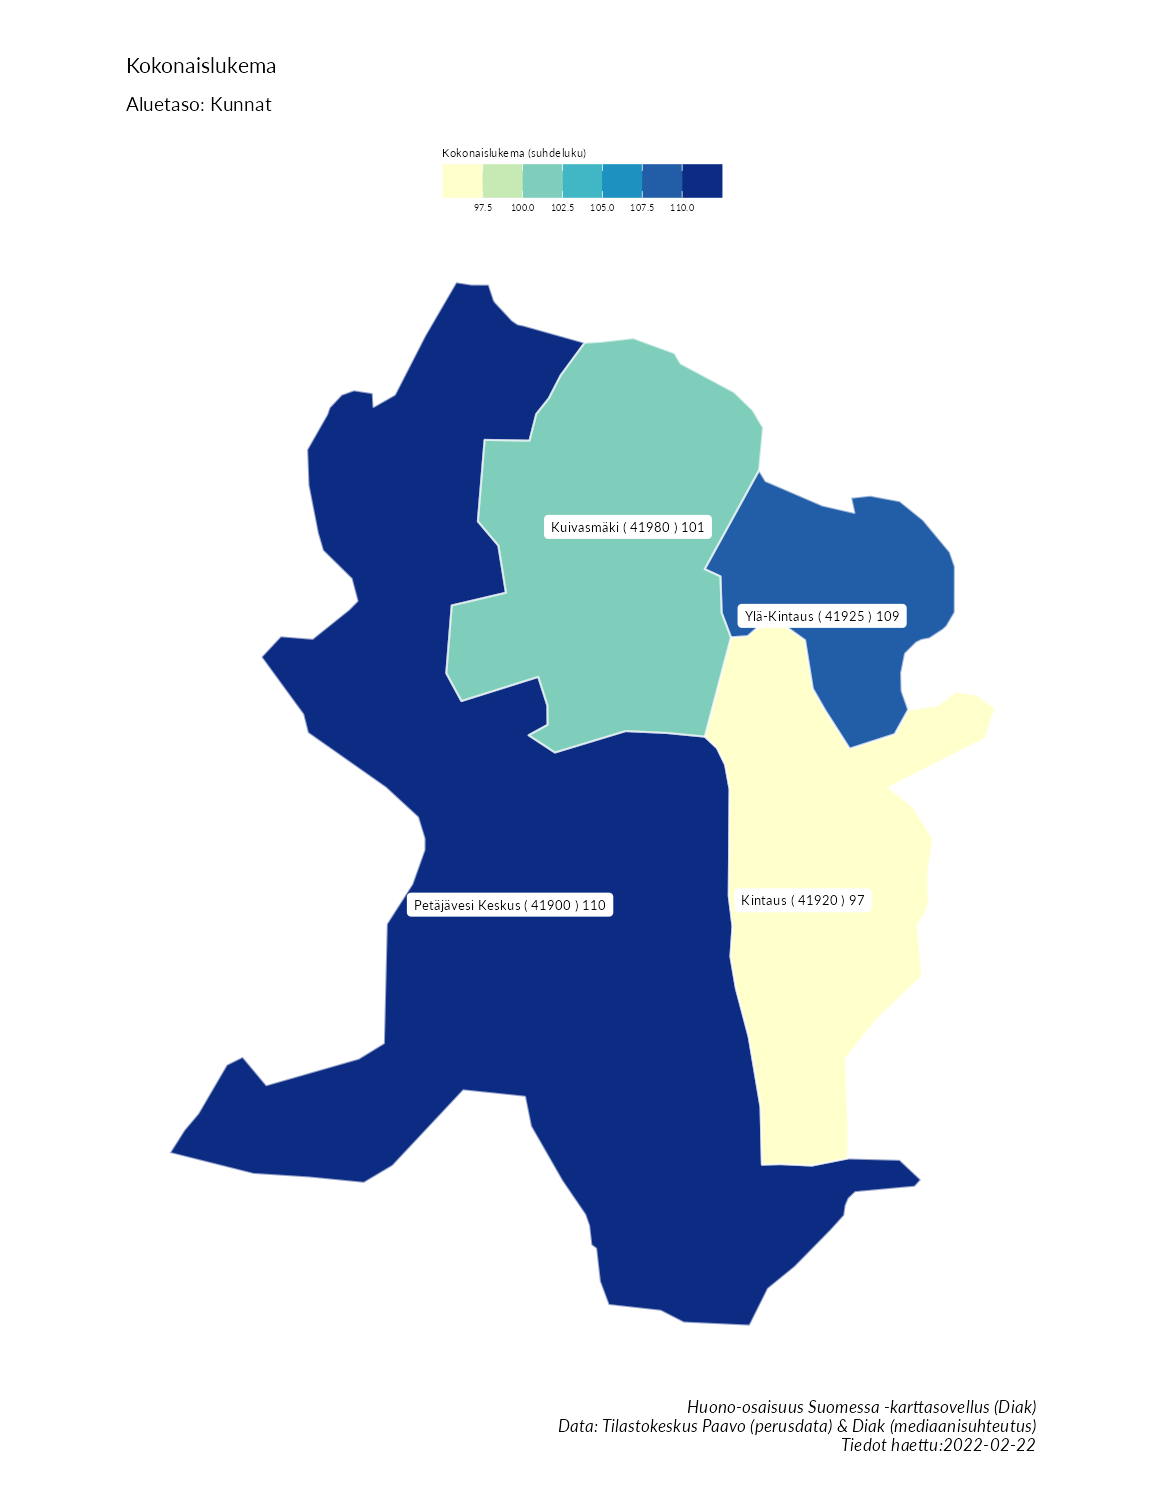 Kokonaislukema
Aluetaso: Kunnat
Kokonaislukema (suhdeluku)
97.5 100.0 102.5 105.0 107.5 110.0
Kuivasmäki ( 41980 ) 101
Ylä-Kintaus ( 41925 ) 109
Kintaus ( 41920 ) 97
Petäjävesi Keskus ( 41900 ) 110
Huono-osaisuus Suomessa -karttasovellus (Diak)
Data: Tilastokeskus Paavo (perusdata) & Diak (mediaanisuhteutus)
Tiedot haettu:2022-02-22